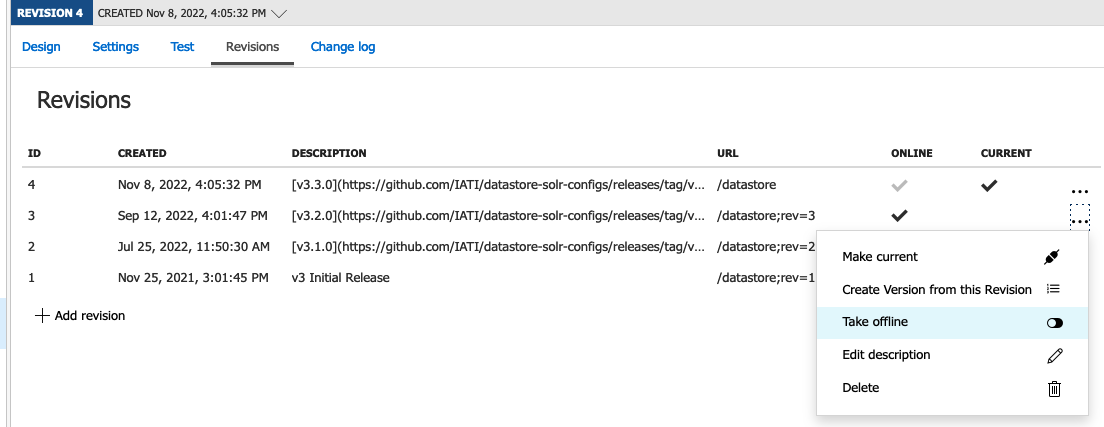 REVISION 4 CREATED Nov 8, 2022, 4:05:32 PM
Design Settings Test Revisions Change log
Revisions
ID CREATED DESCRIPTION URL ONLINE CURRENT
4 Nov 8, 2022, 4:05:32 PM [v3.3.0](https://github.com/IATI/datastore-solr-configs/releases/tag/v... /datastore
3 Sep 12, 2022, 4:01:47 PM [v3.2.0](https://github.com/IATI/datastore-solr-configs/releases/tag/v... /datastore;rev=3
2 Jul 25, 2022, 11:50:30 AM [v3.1.0](https://github.com/IATI/datastore-solr-configs/releases/tag/v... /datastore;rev=2
1 Nov 25, 2021, 3:01:45 PM v3 Initial Release /datastore;rev=1
Add revision
Make current
Create Version from this Revision
Take offline
Edit description
Delete